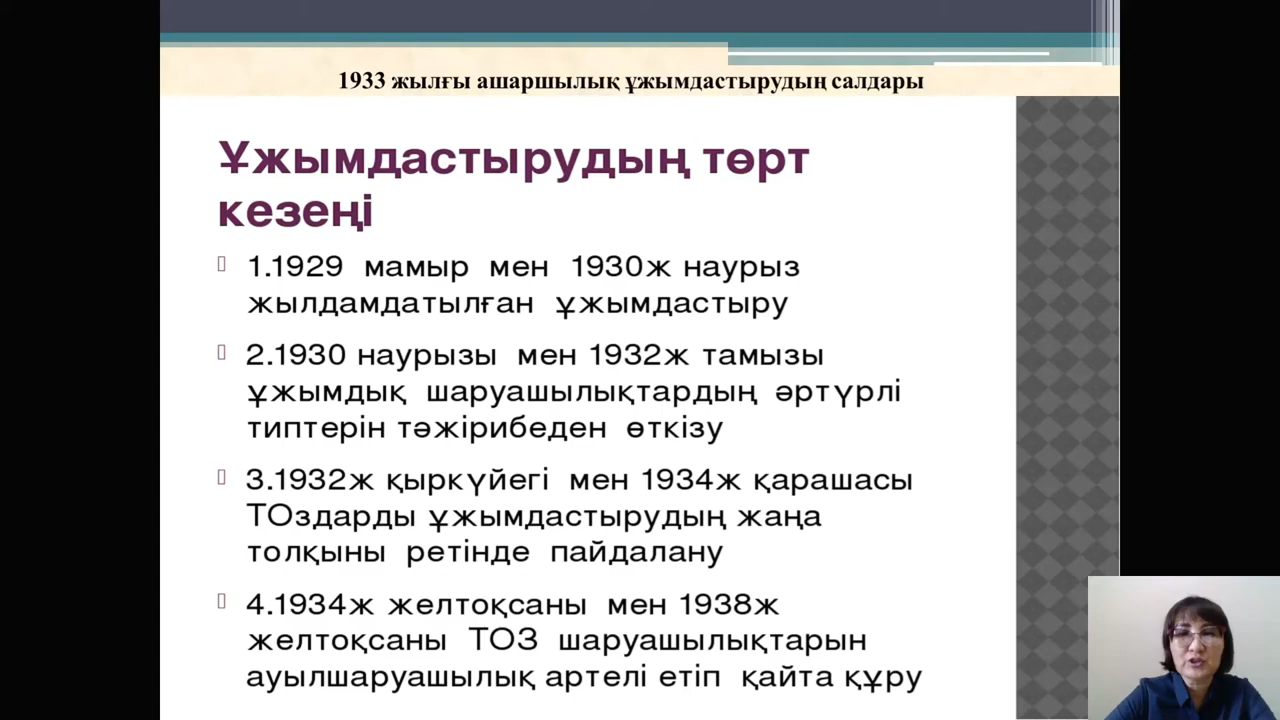 1933 жылғы ашаршылық ұжымдастырудың салдары
Ұжымдастырудың төрт
кезеңі
1.1929 мамыр мен 1930ж наурыз
жылдамдатылған ұжымдастыру
2.1930 наурызы мен 1932ж тамызы
ұжымдық шаруашылықтардың әртүрлі
типтерін тәжірибеден өткізу
3.1932ж қыркүйегі мен 1934ж қарашасы
ТОздарды ұжымдастырудың жаңа
толқыны ретінде пайдалану
4.1934ж желтоқсаны мен 1938ж
желтоқсаны ТОЗ шаруашылықтарын
ауылшаруашылық артелі етіп қайта құру